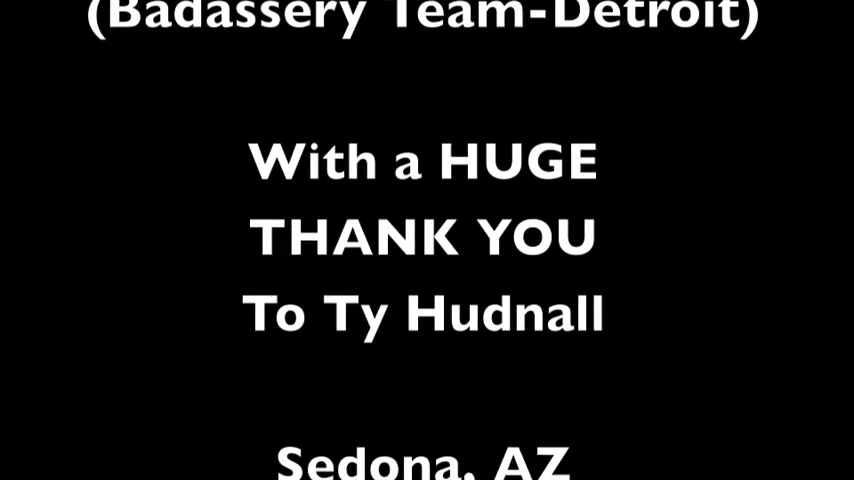 (Badassery Team-Detroit)
With a HUGE
THANK YOU
To Ty Hudnall
Sedona, AZ